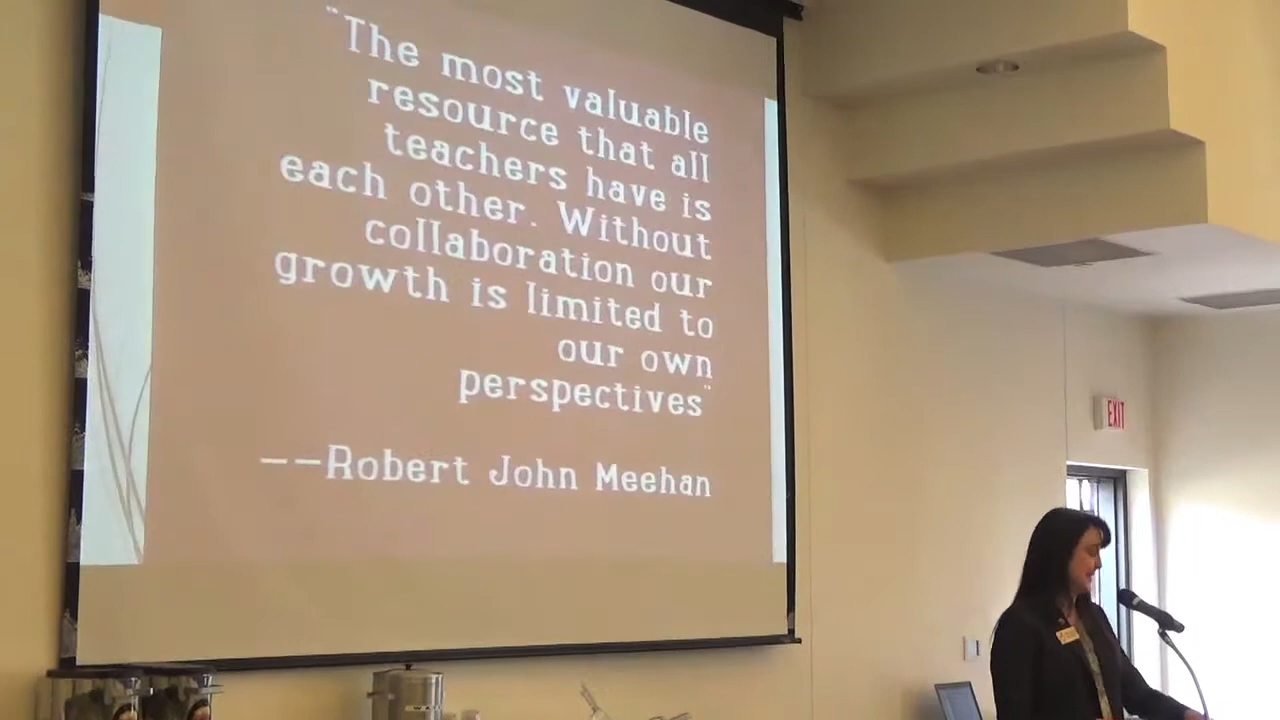 "The most valuable
resource that all
teachers have is
each other. Without
collaboration our
growth is limited to
our own
perspectives"
--Robert John Meehan
EXIT